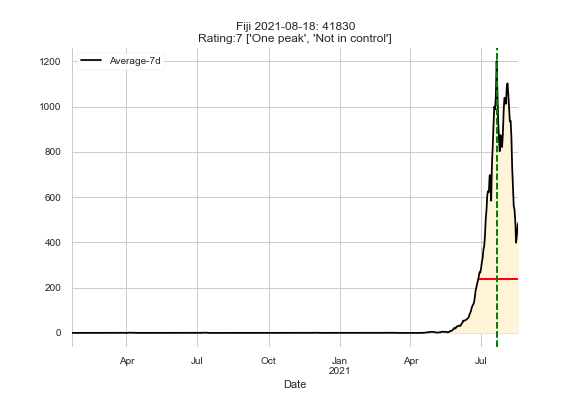 Fiji 2021-08-18: 41830
Rating:7 ['One peak', 'Not in control']
Average-7d
1200
1000
800
600
400
200
0
Apr Jul Oct Jan Apr Jul
2021
Date